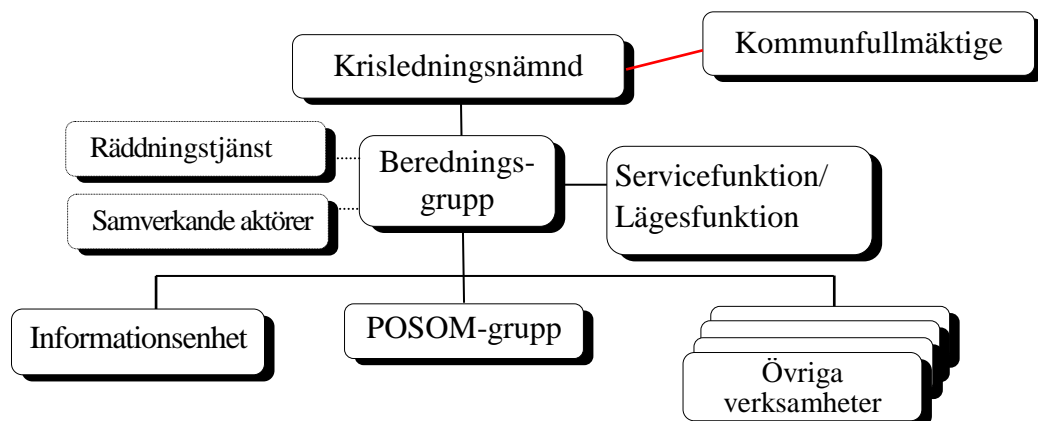 Kommunfullmäktige
Krisledningsnämnd
Räddningstjänst
Berednings-
grupp
Servicefunktion/
Lägesfunktion
Samverkande aktörer
Informationsenhet
POSOM-grupp
Övriga
verksamheter